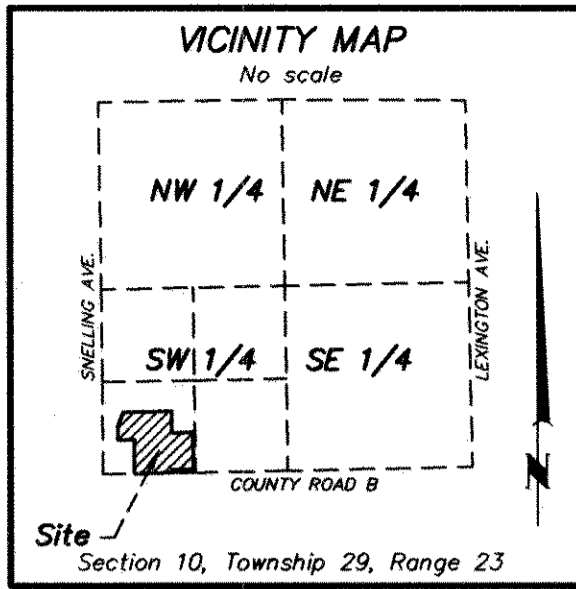 VICINITY MAP
No scale
NW 1/4
NE 1/4
SNELLING AVE.
LEXINGTON AVE.
SW 1/4
SE 1/4
COUNTY ROAD B
N
Site
Section 10, Township 29, Range 23